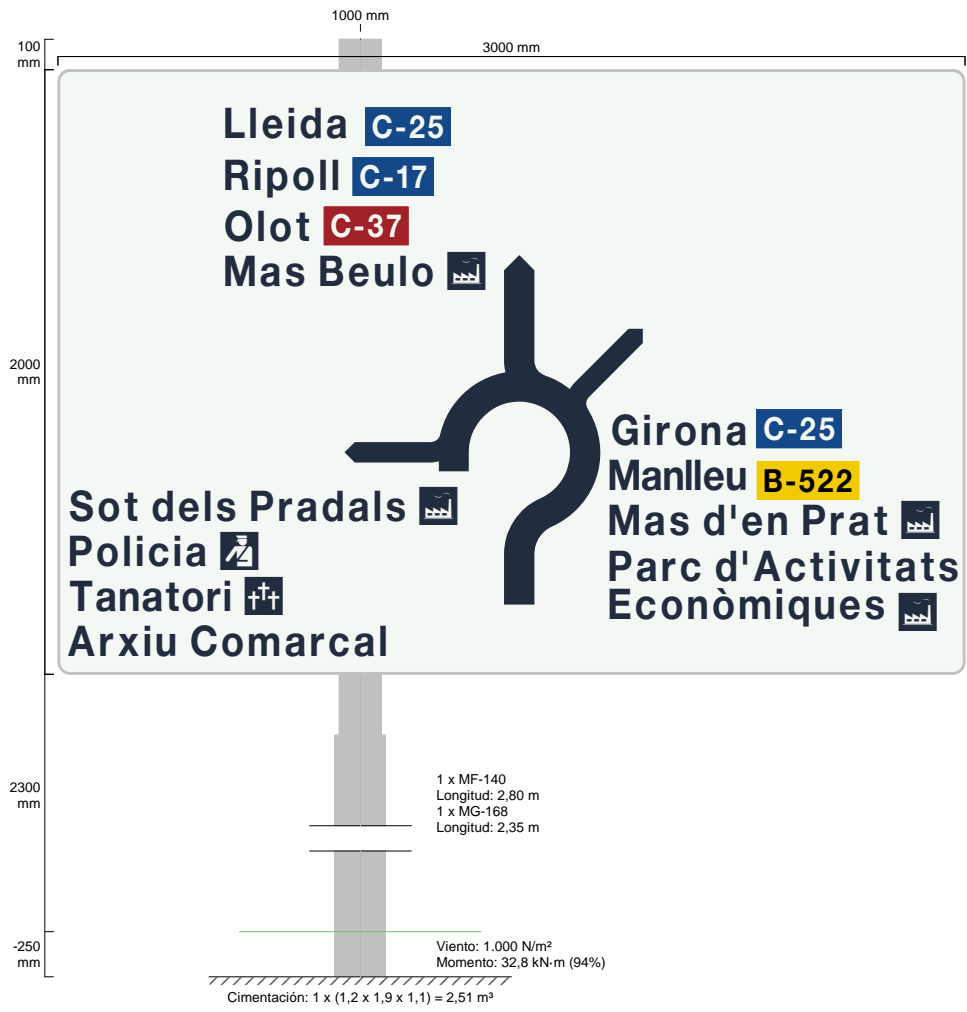 1000 mm
100 mm
3000 mm
Lleida C-25
Ripoll C-17
Olot C-37
Mas Beulo
2000 mm
Girona C-25
Manlleu B-522
Mas d'en Prat
Parc d'Activitats
Econòmiques
Sot dels Pradals
Policia
Tanatori
Arxiu Comarcal
2300 mm
1 x MF-140
Longitud: 2,80 m
1 x MG-168
Longitud: 2,35 m
-250 mm
Viento: 1.000 N/m²
Momento: 32,8 kN·m (94%)
Cimentación: 1 x (1,2 x 1,9 x 1,1) = 2,51 m³